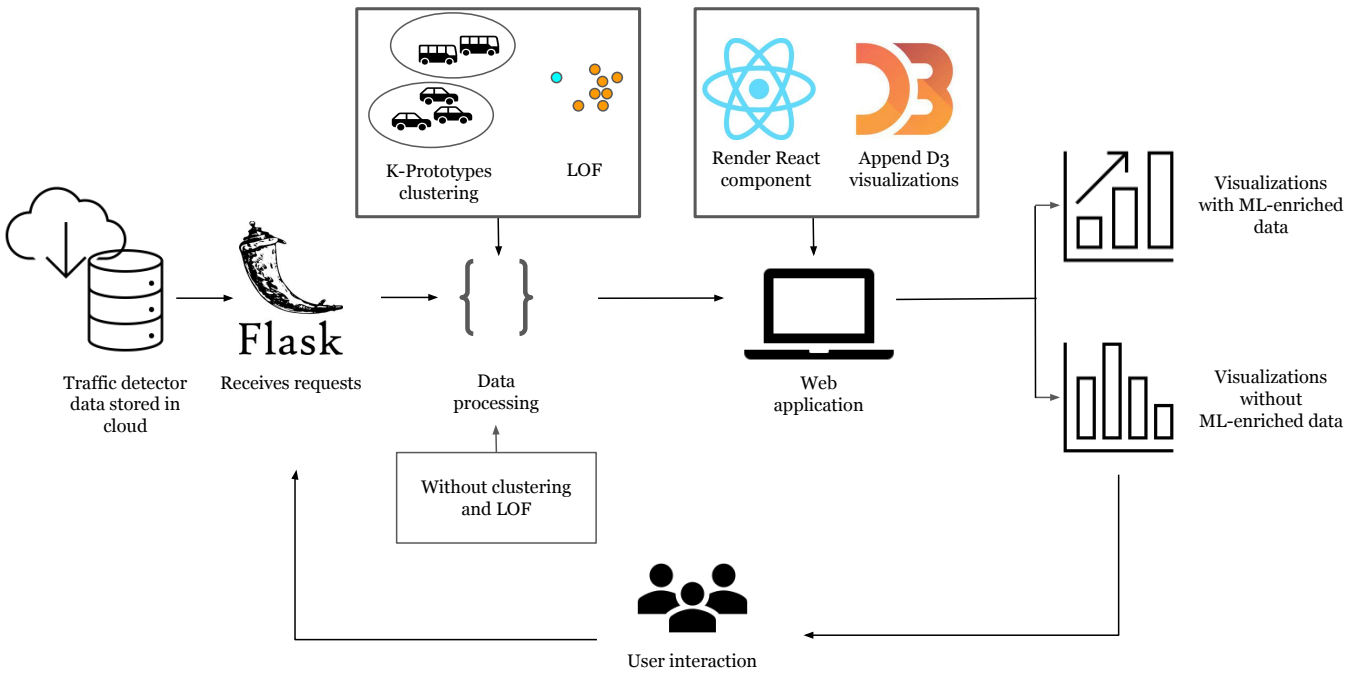 K-Prototypes
clustering
LOF
Render React
component
Append D3
visualizations
Visualizations
with ML-enriched
data
Flask
Traffic detector
data stored in
cloud
Receives requests
Data
processing
Web
application
Visualizations
without
ML-enriched data
Without clustering
and LOF
User interaction